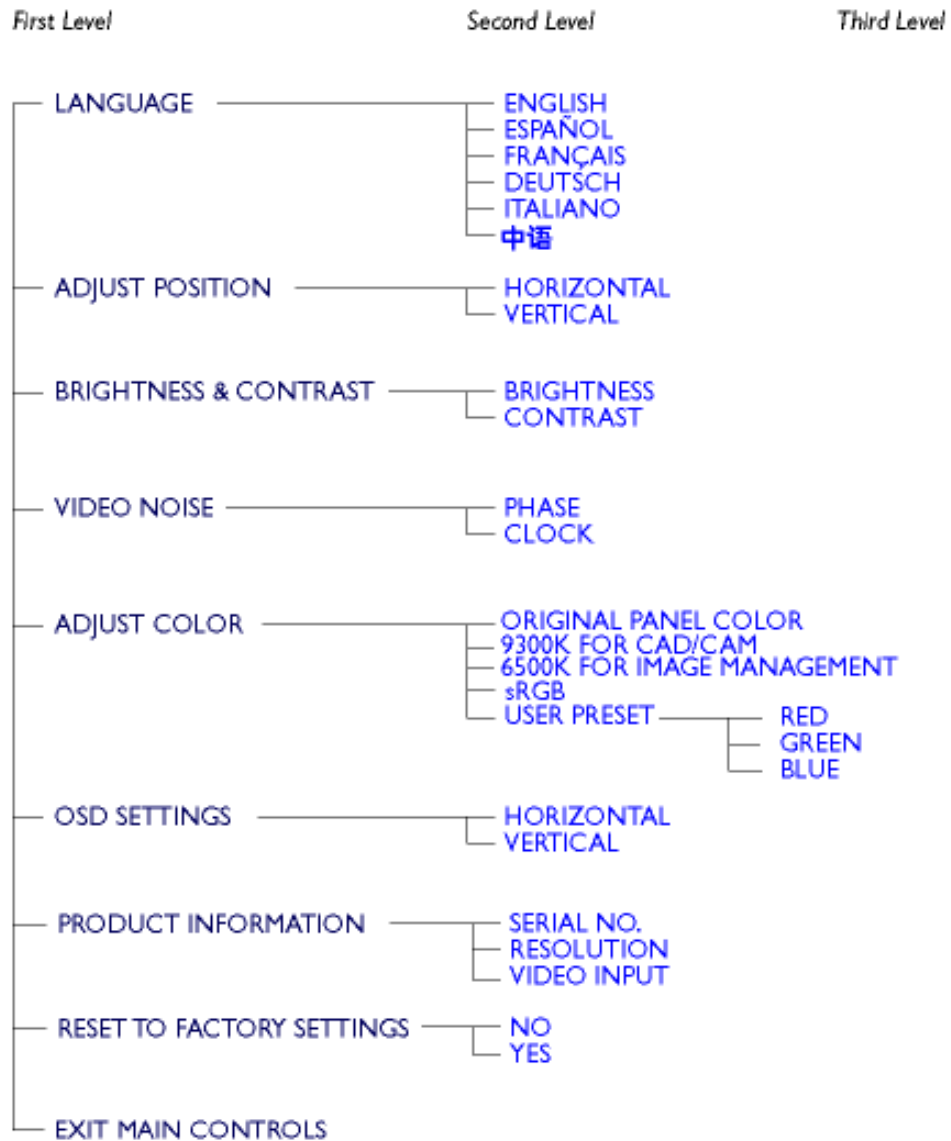 First Level Second Level Third Level
LANGUAGE ENGLISH
ESPAÑOL
FRANÇAIS
DEUTSCH
ITALIANO
中语
ADJUST POSITION HORIZONTAL
VERTICAL
BRIGHTNESS & CONTRAST BRIGHTNESS
CONTRAST
VIDEO NOISE PHASE
CLOCK
ADJUST COLOR ORIGINAL PANEL COLOR
9300K FOR CAD/CAM
6500K FOR IMAGE MANAGEMENT
sRGB
USER PRESET RED
GREEN
BLUE
OSD SETTINGS HORIZONTAL
VERTICAL
PRODUCT INFORMATION SERIAL NO.
RESOLUTION
VIDEO INPUT
RESET TO FACTORY SETTINGS NO
YES
EXIT MAIN CONTROLS